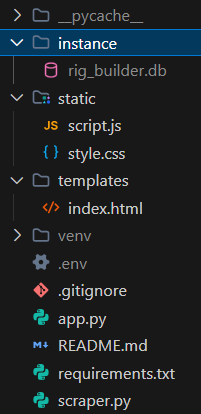 __pycache__
instance
rig_builder.db
static
JS script.js
{ } style.css
templates
<> index.html
venv
.env
.gitignore
app.py
M↓ README.md
requirements.txt
scraper.py